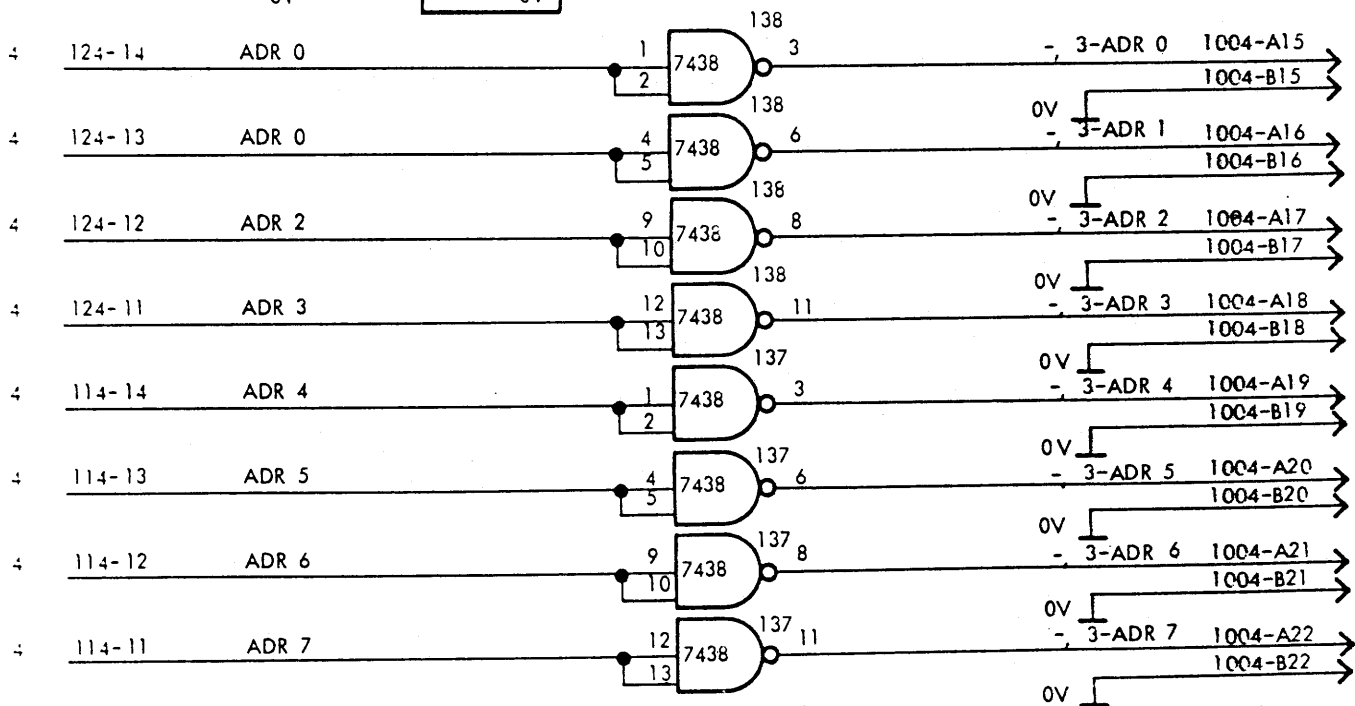 0V
4 124-14 ADR 0 1 2 7438 138 3 -, 3-ADR 0 1004-A15
1004-B15
0V
4 124-13 ADR 0 4 5 7438 138 6 -, 3-ADR 1 1004-A16
1004-B16
0V
4 124-12 ADR 2 9 10 7438 138 8 -, 3-ADR 2 1004-A17
1004-B17
0V
4 124-11 ADR 3 12 13 7438 138 11 -, 3-ADR 3 1004-A18
1004-B18
0V
4 114-14 ADR 4 1 2 7438 137 3 -, 3-ADR 4 1004-A19
1004-B19
0V
4 114-13 ADR 5 4 5 7438 137 6 -, 3-ADR 5 1004-A20
1004-B20
0V
4 114-12 ADR 6 9 10 7438 137 8 -, 3-ADR 6 1004-A21
1004-B21
0V
4 114-11 ADR 7 12 13 7438 137 11 -, 3-ADR 7 1004-A22
1004-B22
0V